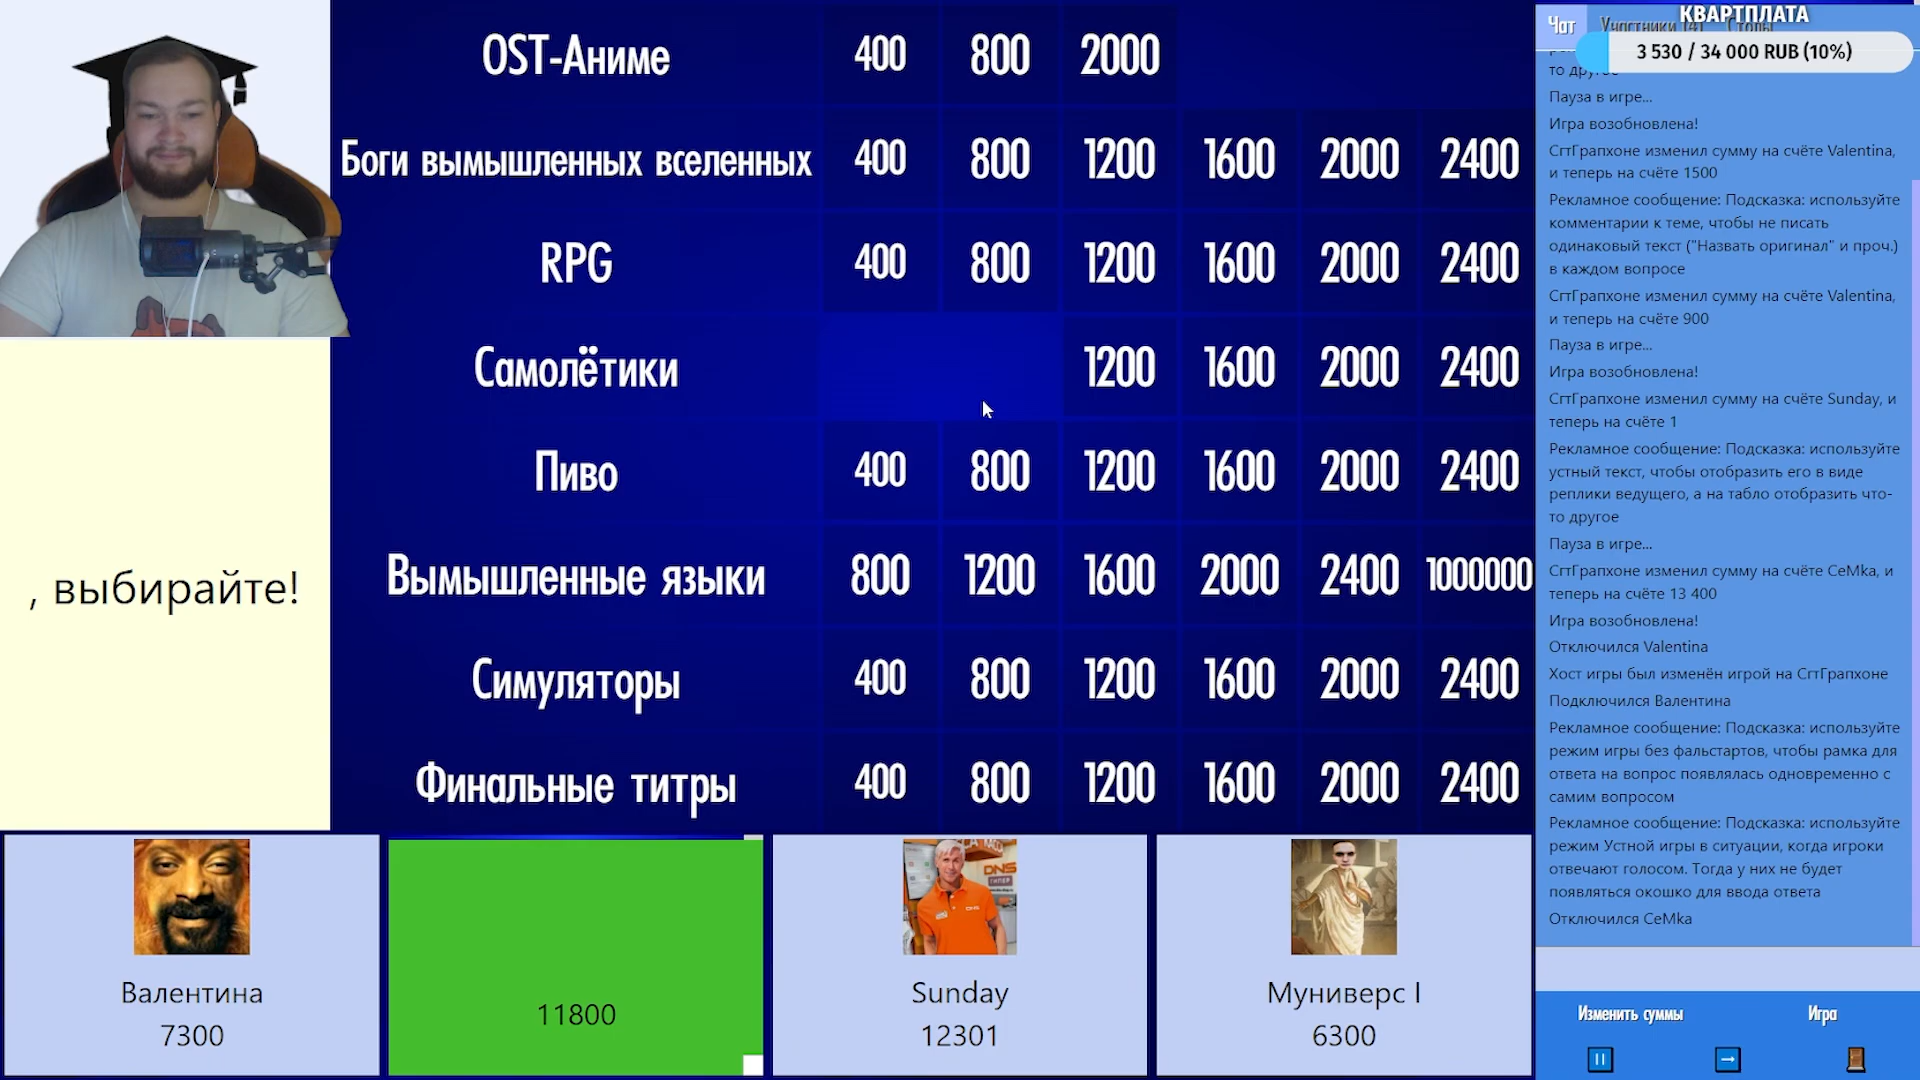 OST-Аниме 400 800 2000
Боги вымышленных вселенных 400 800 1200 1600 2000 2400
RPG 400 800 1200 1600 2000 2400
Самолётики 1200 1600 2000 2400
Пиво 400 800 1200 1600 2000 2400
Вымышленные языки 800 1200 1600 2000 2400 1000000
Симуляторы 400 800 1200 1600 2000 2400
Финальные титры 400 800 1200 1600 2000 2400
, выбирайте!
Валентина
7300
11800
DNS
ГИПЕР
Sunday
12301
Муниверс I
6300
КВАРТПЛАТА
Чат Участники
3 530 / 34 000 RUB (10%)
то другое
Пауза в игре...
Игра возобновлена!
СгтГрапхоне изменил сумму на счёте Valentina,
и теперь на счёте 1500
Рекламное сообщение: Подсказка: используйте
комментарии к теме, чтобы не писать
одинаковый текст ("Назвать оригинал" и проч.)
в каждом вопросе
СгтГрапхоне изменил сумму на счёте Valentina,
и теперь на счёте 900
Пауза в игре...
Игра возобновлена!
СгтГрапхоне изменил сумму на счёте Sunday, и
теперь на счёте 1
Рекламное сообщение: Подсказка: используйте
устный текст, чтобы отобразить его в виде
реплики ведущего, а на табло отобразить что-
то другое
Пауза в игре...
СгтГрапхоне изменил сумму на счёте CeMka, и
теперь на счёте 13 400
Игра возобновлена!
Отключился Valentina
Хост игры был изменён игрой на СгтГрапхоне
Подключился Валентина
Рекламное сообщение: Подсказка: используйте
режим игры без фальстартов, чтобы рамка для
ответа на вопрос появлялась одновременно с
самим вопросом
Рекламное сообщение: Подсказка: используйте
режим Устной игры в ситуации, когда игроки
отвечают голосом. Тогда у них не будет
появляться окошко для ввода ответа
Отключился CeMka
Изменить суммы Игра